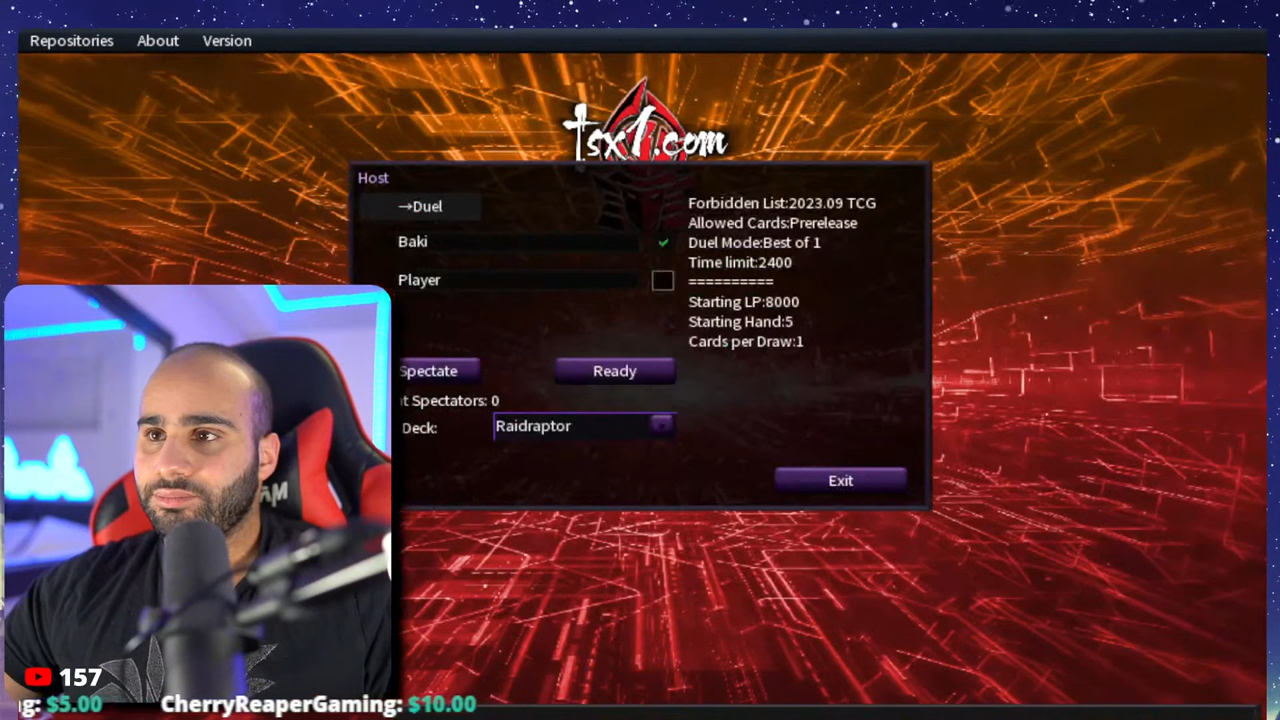 Repositories About Version
tsx1.com
Host
→Duel
Baki
Player
Forbidden List:2023.09 TCG
Allowed Cards:Prerelease
Duel Mode:Best of 1
Time limit:2400
==========
Starting LP:8000
Starting Hand:5
Cards per Draw:1
Spectate Ready
t Spectators: 0
Deck: Raidraptor
Exit
157
g: $5.00 CherryReaperGaming: $10.00